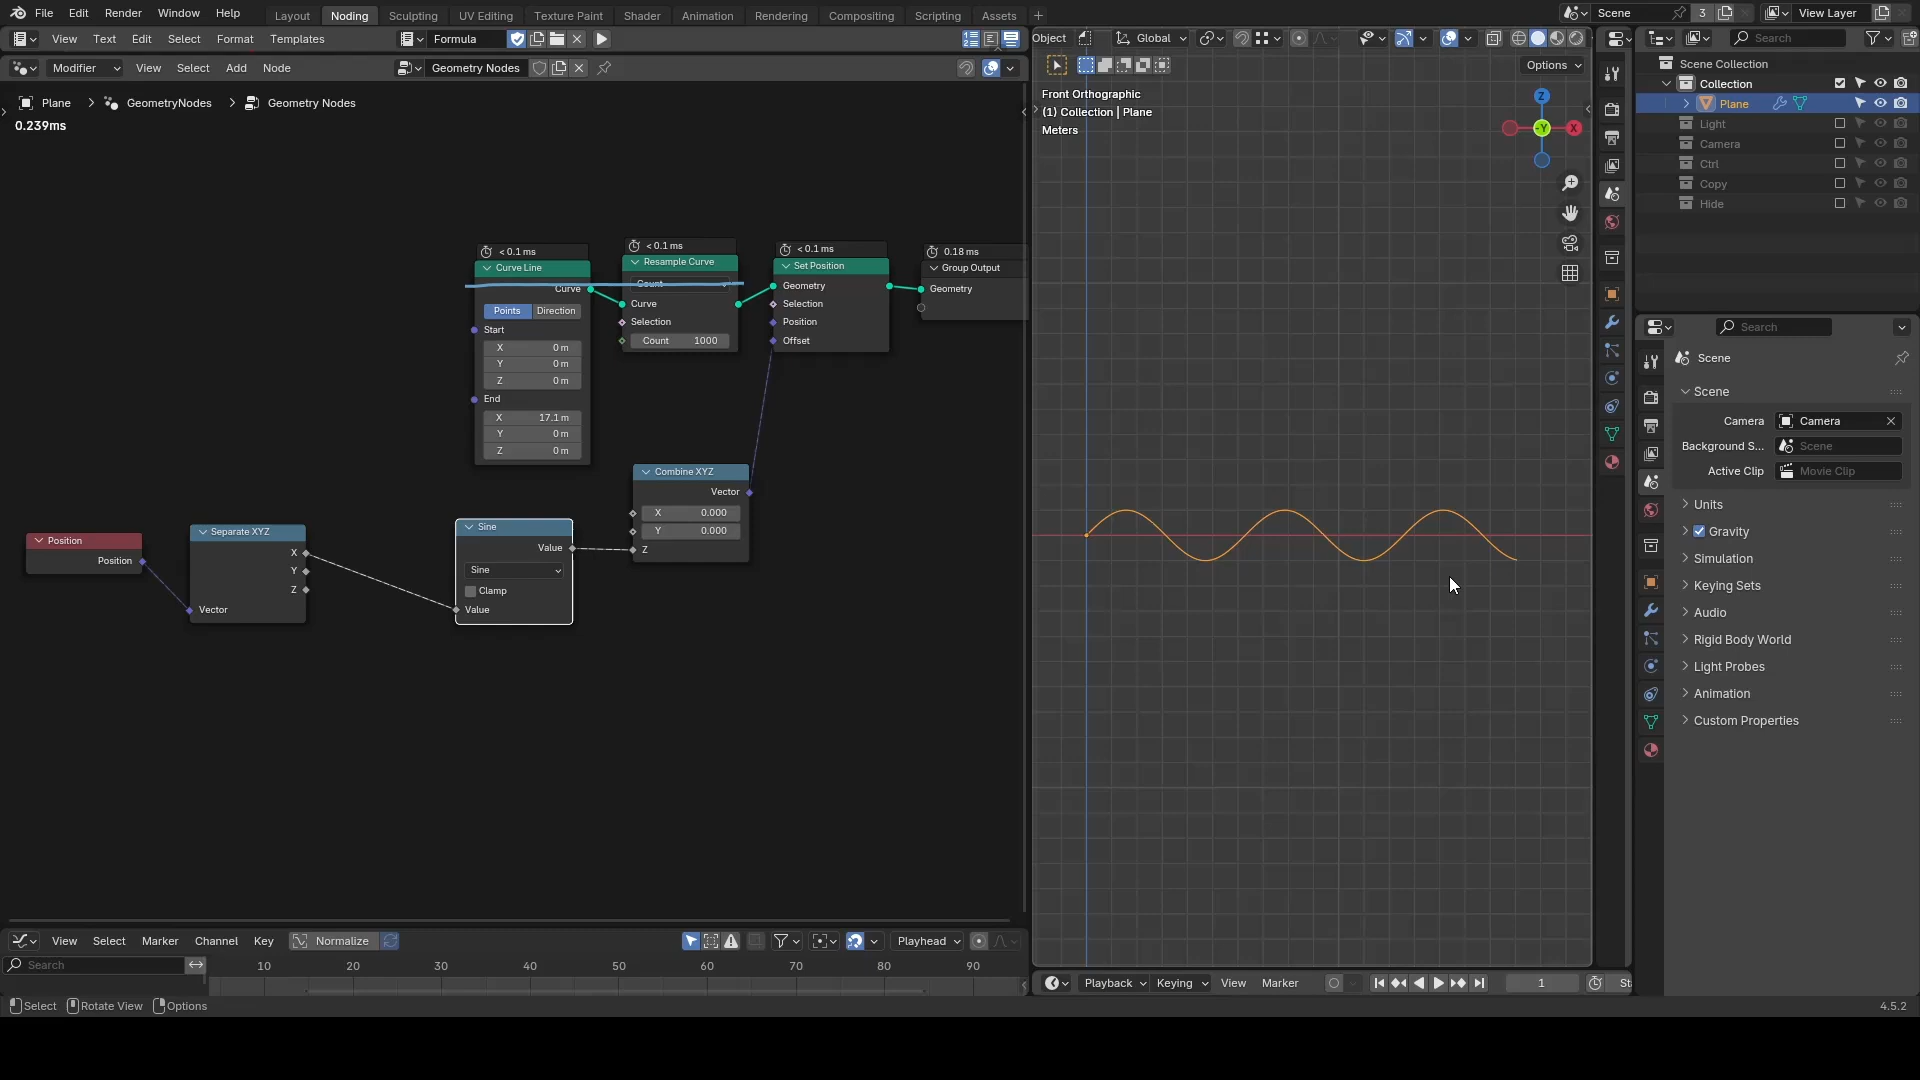 File Edit Render Window Help Layout Noding Sculpting UV Editing Texture Paint Shader Animation Rendering Compositing Scripting Assets + Scene 3 View Layer
View Text Edit Select Format Templates Formula Object Global Search
Modifier View Select Add Node Geometry Nodes Options
Plane > GeometryNodes > Geometry Nodes
0.239ms
Front Orthographic
(1) Collection | Plane
Meters
Z
-Y X
Scene Collection
Collection
Plane
Light
Camera
Ctrl
Copy
Hide
< 0.1 ms
Curve Line
Curve
Points Direction
Start
X 0 m
Y 0 m
Z 0 m
End
X 17.1 m
Y 0 m
Z 0 m
< 0.1 ms
Resample Curve
Count
Curve
Selection
Count 1000
< 0.1 ms
Set Position
Geometry
Selection
Position
Offset
0.18 ms
Group Output
Geometry
Position
Position
Separate XYZ
X
Y
Z
Vector
Sine
Value
Sine
Clamp
Value
Combine XYZ
Vector
X 0.000
Y 0.000
Z
Search
Scene
Scene
Camera Camera
Background S... Scene
Active Clip Movie Clip
Units
Gravity
Simulation
Keying Sets
Audio
Rigid Body World
Light Probes
Animation
Custom Properties
View Select Marker Channel Key Normalize Playhead
Search 10 20 30 40 50 60 70 80 90
Playback Keying View Marker 1 St
Select Rotate View Options 4.5.2